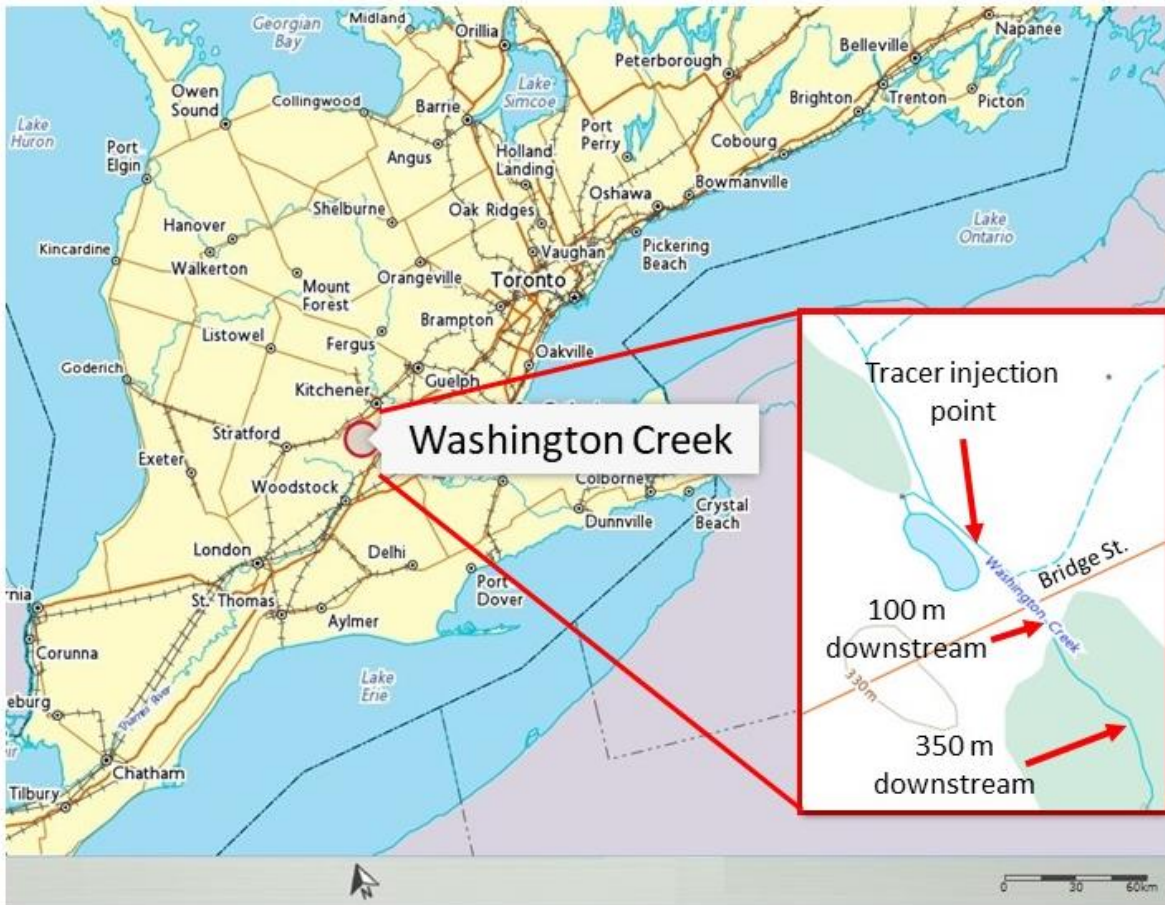 Midland
Georgian
Bay
Orillia
Napanee
Belleville
Peterborough
Lake
Simcoe
Owen
Sound
Collingwood
Barrie
Brighton
Trenton
Picton
Lake
Huron
Port
Elgin
Angus
Holland
Landing
Port
Perry
Cobourg
Bowmanville
Oshawa
Shelburne
Oak Ridges
Hanover
Lake
Ontario
Kincardine
Walkerton
Vaughan
Pickering
Beach
Mount
Forest
Orangeville
Toronto
Brampton
Listowel
Fergus
Goderich
Oakville
Guelph
Kitchener
Stratford
Washington Creek
Exeter
Woodstock
Colborne
Crystal
Beach
Dunnville
London
Delhi
Port
Dover
rnia
St. Thomas
Aylmer
Corunna
Lake
Erie
eburg
Thames River
Chatham
Tilbury
Tracer injection
point
Bridge St.
Washington Creek
100 m
downstream
330m
350 m
downstream
N
0 30 60km